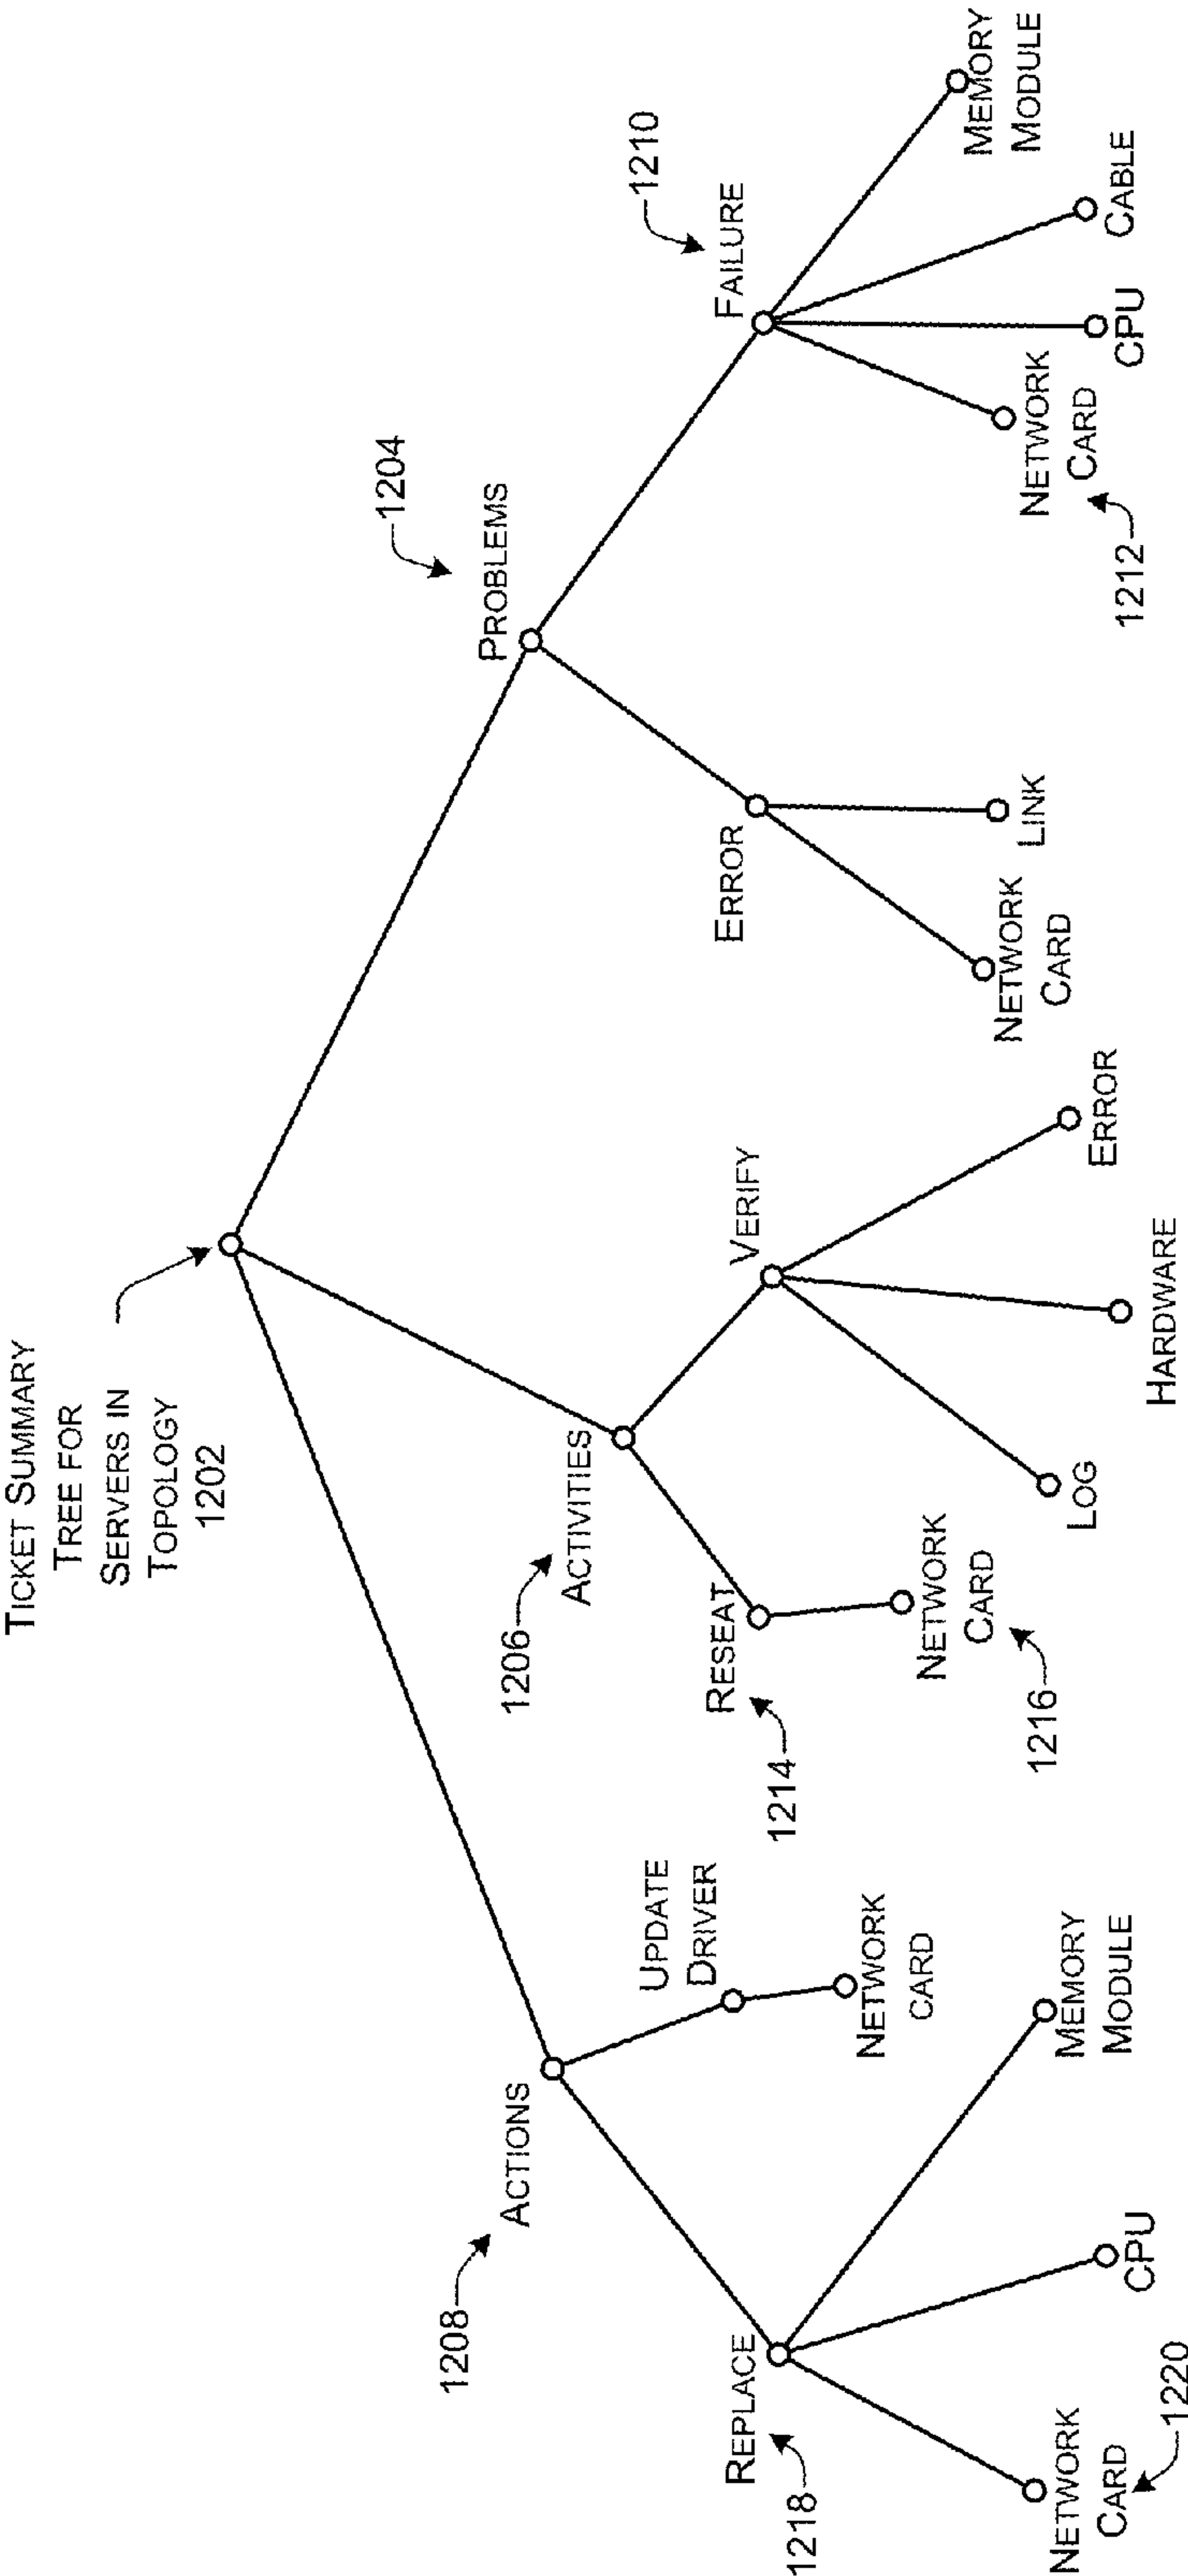 TICKET SUMMARY
TREE FOR
SERVERS IN
TOPOLOGY
1202
1208
ACTIONS
1206
ACTIVITIES
1204
PROBLEMS
1218
REPLACE
UPDATE
DRIVER
1214
RESEAT
VERIFY
ERROR
1210
FAILURE
1220
NETWORK
CARD
CPU
MEMORY
MODULE
NETWORK
CARD
1216
NETWORK
CARD
LOG
HARDWARE
ERROR
NETWORK
CARD
LINK
1212
NETWORK
CARD
CPU
CABLE
MEMORY
MODULE